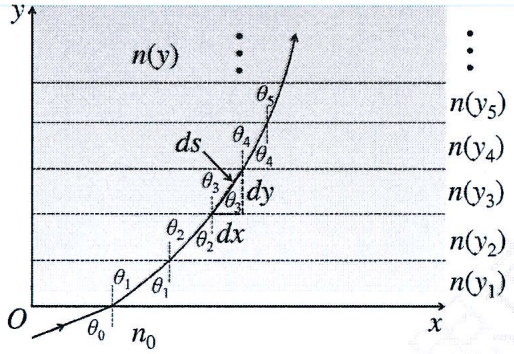 y
n(y)
θ₅
n(y₅)
ds
θ₄
θ₄
n(y₄)
θ₃
θ₃
dy
n(y₃)
θ₂
θ₂
dx
n(y₂)
θ₁
θ₁
n(y₁)
O
x
θ₀
n₀